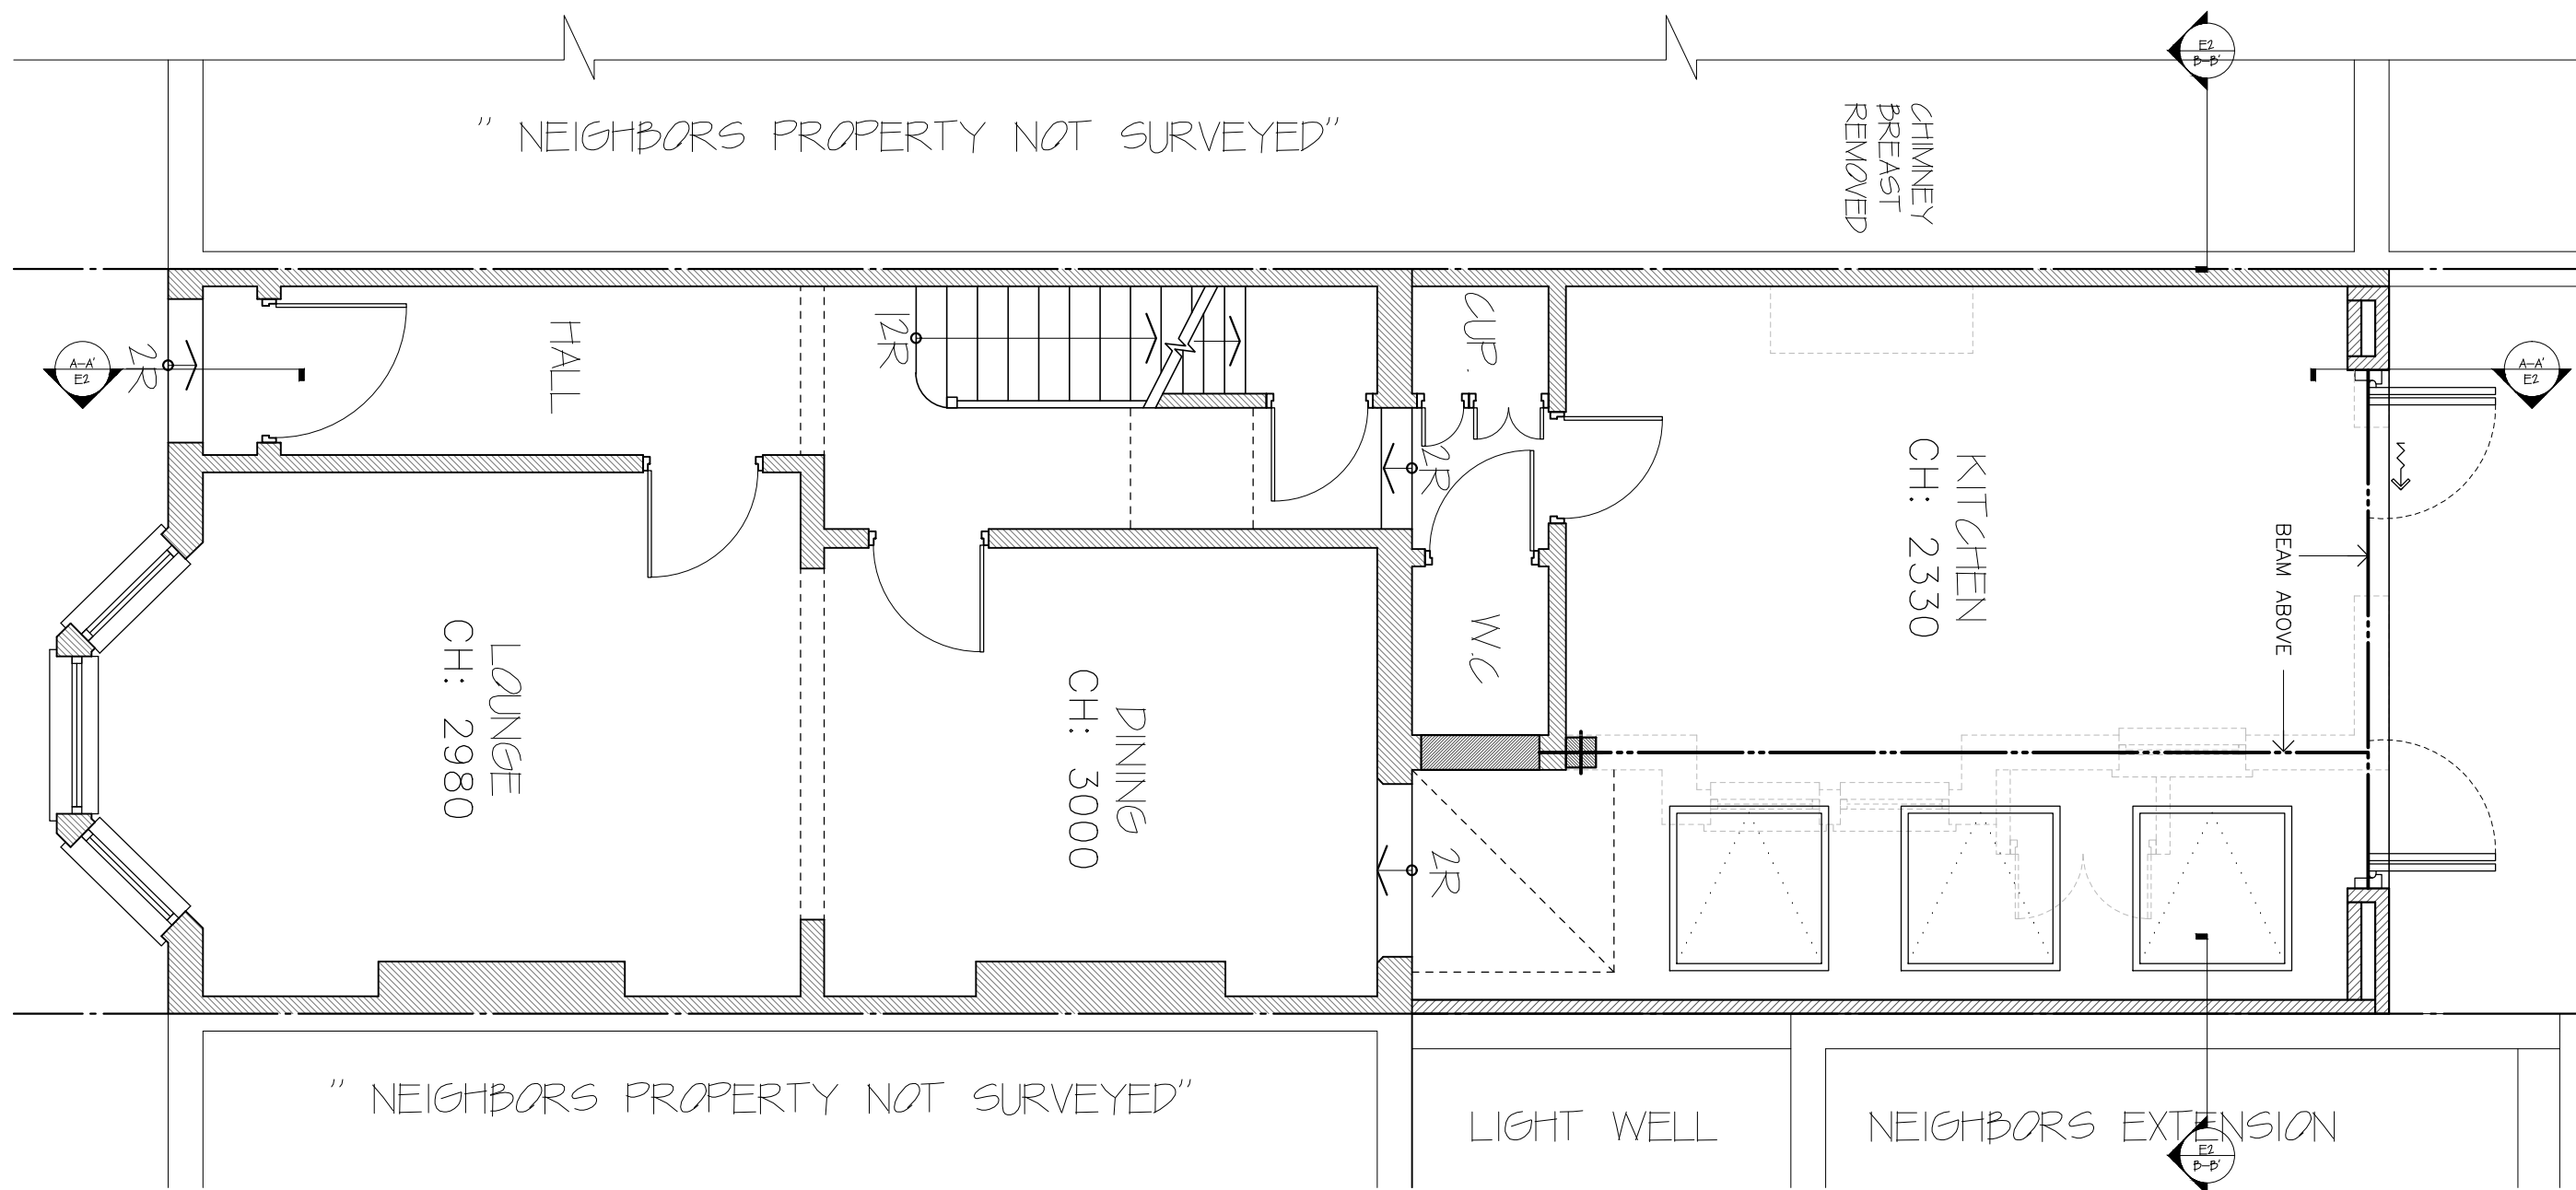 E2
B-B'
" NEIGHBORS PROPERTY NOT SURVEYED"
CHIMNEY
BREAST
REMOVED
A-A'
E2
2R
HALL
12R
CUP.
2R
KITCHEN
CH: 2330
A-A'
E2
BEAM ABOVE
LOUNGE
CH: 2980
DINING
CH: 3000
W.C
2R
" NEIGHBORS PROPERTY NOT SURVEYED"
LIGHT WELL
NEIGHBORS EXTENSION
E2
B-B'